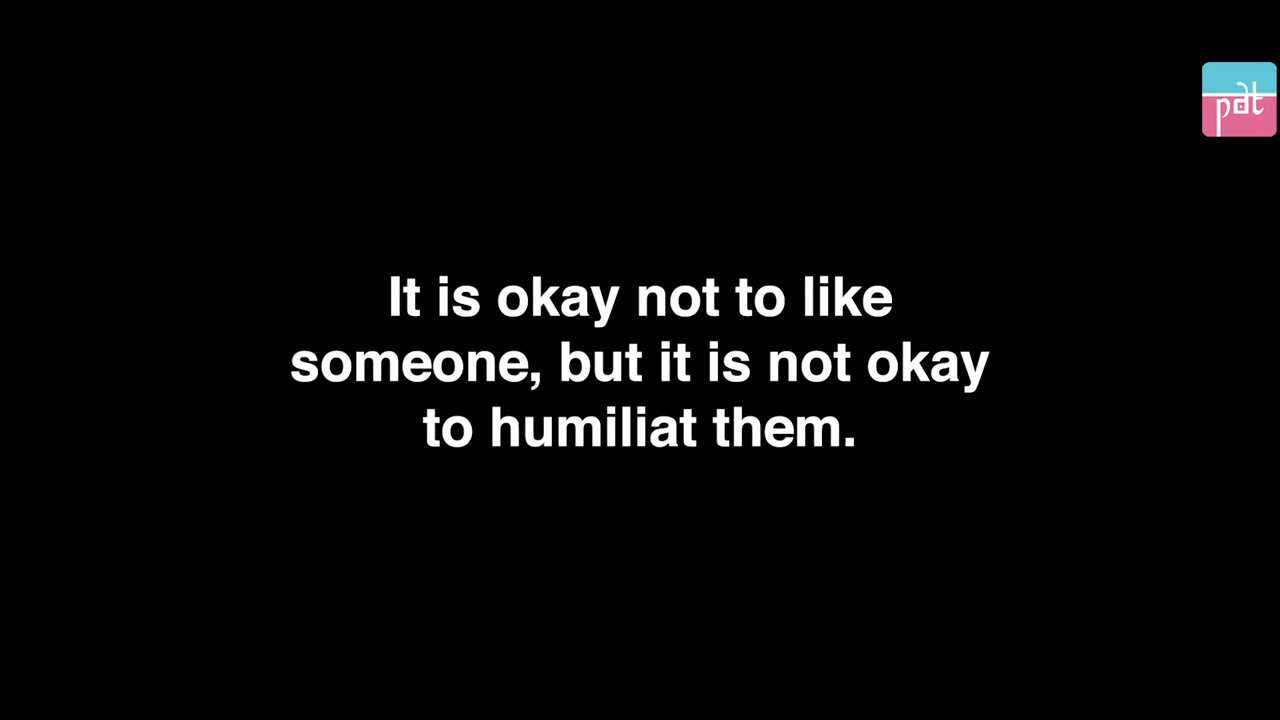 pat
It is okay not to like
someone, but it is not okay
to humiliat them.